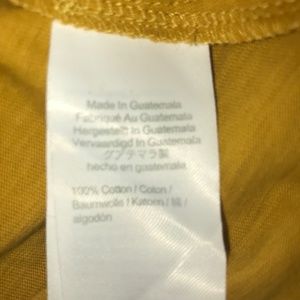 Made In Guatemala
Fabriqué Au Guatemala
Hergestellt In Guatemala
Vervaardigd In Guatemala
グアテマラ製
hecho en guatemala
100% Cotton / Coton /
Baumwolle / Katoen / 綿 /
algodón